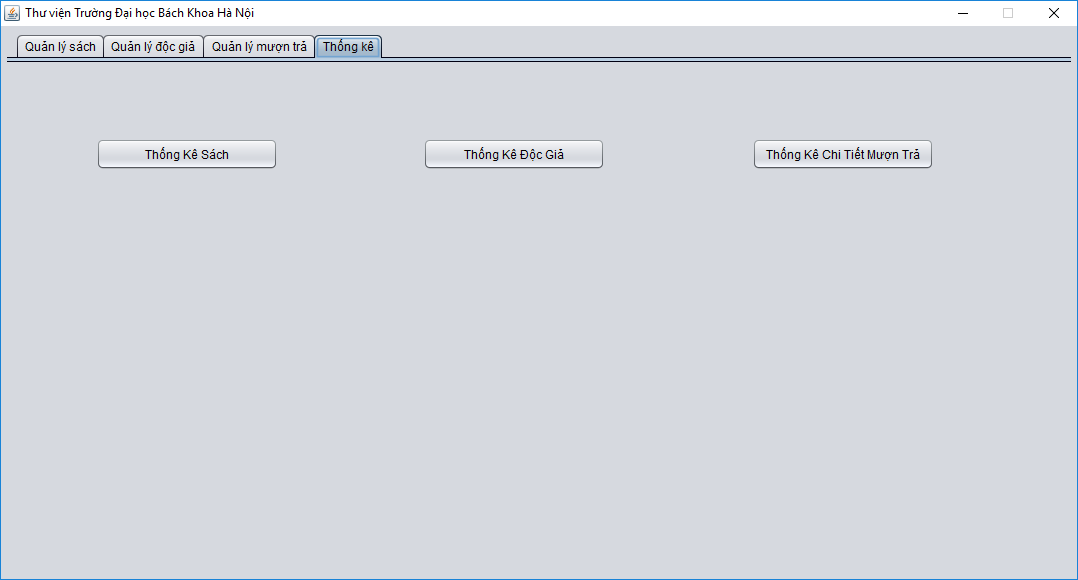 Thư viện Trường Đại học Bách Khoa Hà Nội
Quản lý sách Quản lý độc giả Quản lý mượn trả Thống kê
Thống Kê Sách Thống Kê Độc Giả Thống Kê Chi Tiết Mượn Trả